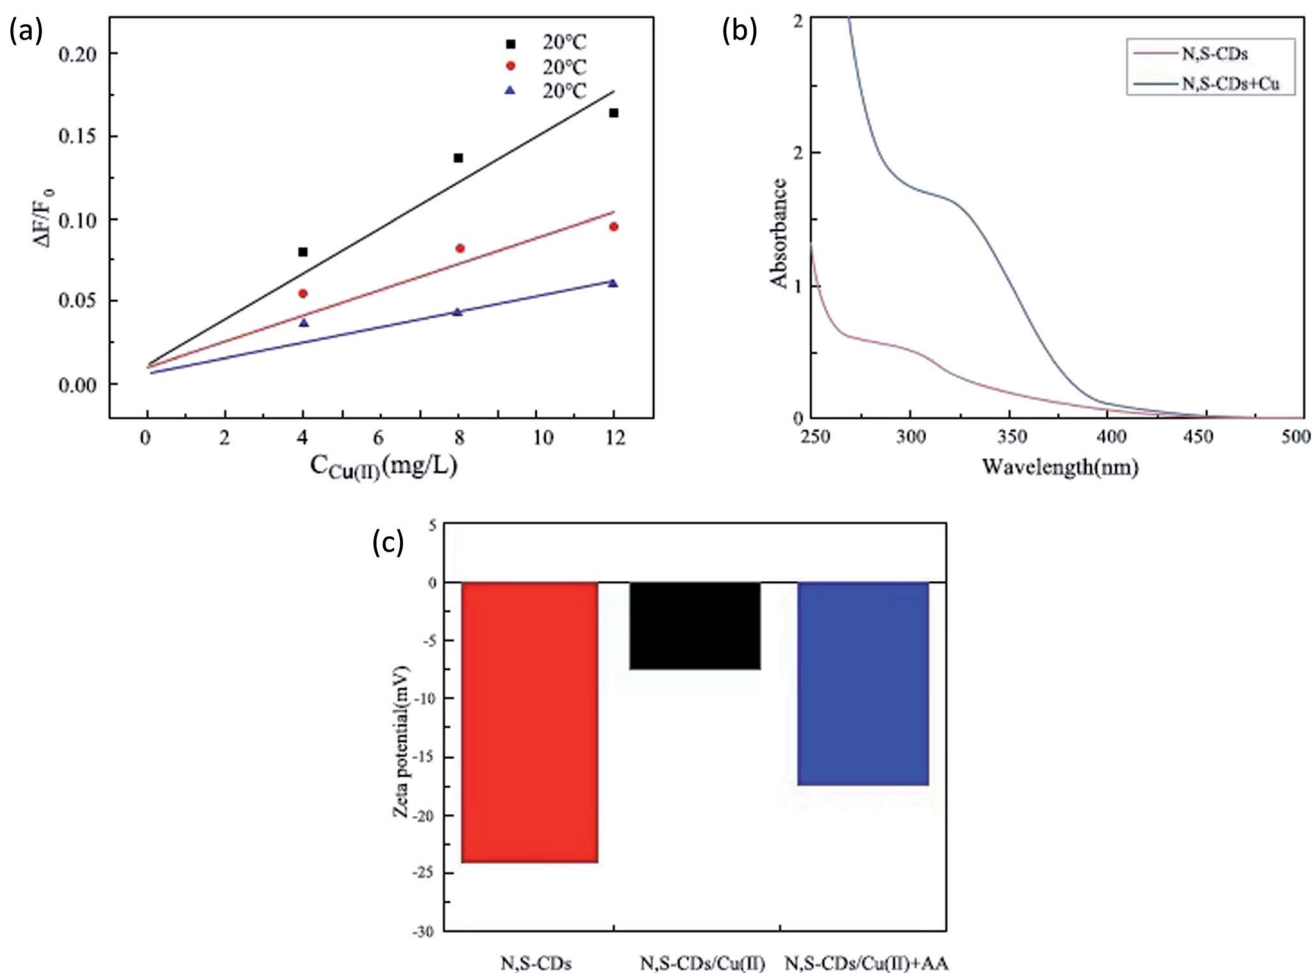 (a)
0.20
0.15
0.10
0.05
0.00
ΔF/F0
20°C
20°C
20°C
0 2 4 6 8 10 12
CCu(II)(mg/L)
(b)
2
2
1
0
Absorbance
N,S-CDs
N,S-CDs+Cu
250 300 350 400 450 500
Wavelength(nm)
(c)
5
0
-5
-10
-15
-20
-25
-30
Zeta potential(mV)
N,S-CDs N,S-CDs/Cu(II) N,S-CDs/Cu(II)+AA